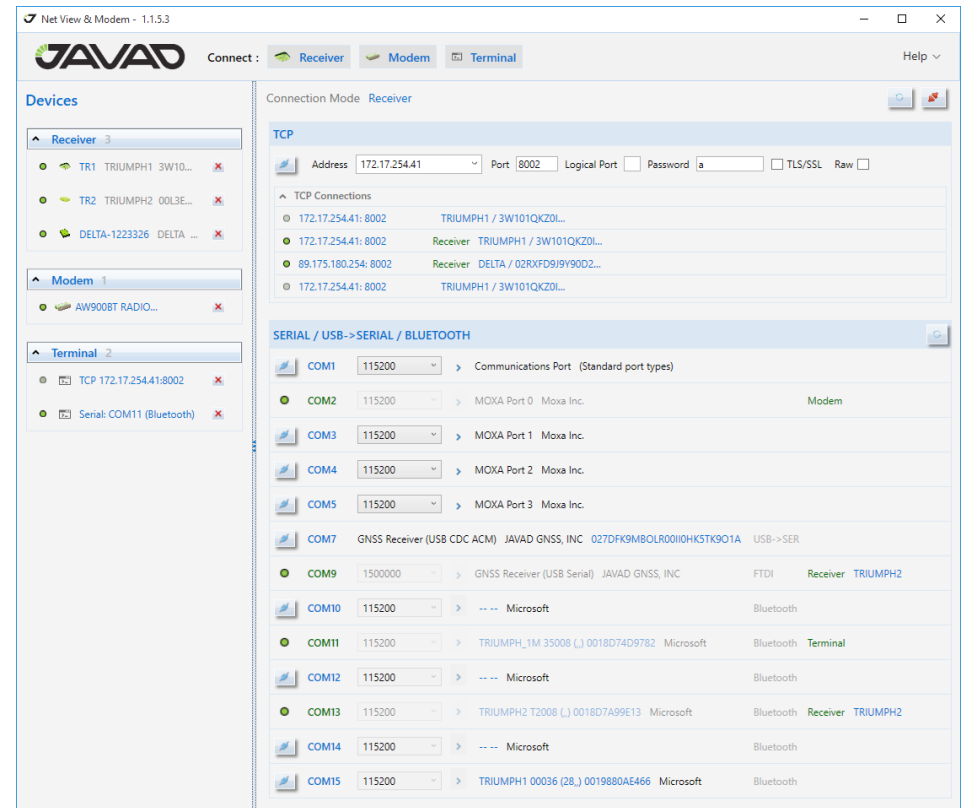 Net View & Modem - 1.1.5.3
JAVAD Connect : Receiver Modem Terminal Help
Devices
Receiver 3
TR1 TRIUMPH1 3W10...
TR2 TRIUMPH2 00L3E...
DELTA-1223326 DELTA ...
Modem 1
AW900BT RADIO...
Terminal 2
TCP 172.17.254.41:8002
Serial: COM11 (Bluetooth)
Connection Mode Receiver
TCP
Address 172.17.254.41 Port 8002 Logical Port Password a TLS/SSL Raw
TCP Connections
172.17.254.41: 8002 TRIUMPH1 / 3W101QKZ0I...
172.17.254.41: 8002 Receiver TRIUMPH1 / 3W101QKZ0I...
89.175.180.254: 8002 Receiver DELTA / 02RXFD9J9Y90D2...
172.17.254.41: 8002 TRIUMPH1 / 3W101QKZ0I...
SERIAL / USB->SERIAL / BLUETOOTH
COM1 115200 Communications Port (Standard port types)
COM2 115200 MOXA Port 0 Moxa Inc. Modem
COM3 115200 MOXA Port 1 Moxa Inc.
COM4 115200 MOXA Port 2 Moxa Inc.
COM5 115200 MOXA Port 3 Moxa Inc.
COM7 GNSS Receiver (USB CDC ACM) JAVAD GNSS, INC 027DFK9MBOLR00II0HK5TK9O1A USB->SER
COM9 1500000 GNSS Receiver (USB Serial) JAVAD GNSS, INC FTDI Receiver TRIUMPH2
COM10 115200 -- -- Microsoft Bluetooth
COM11 115200 TRIUMPH_1M 35008 (,,) 0018D74D9782 Microsoft Bluetooth Terminal
COM12 115200 -- -- Microsoft Bluetooth
COM13 115200 TRIUMPH2 T2008 (,,) 0018D7A99E13 Microsoft Bluetooth Receiver TRIUMPH2
COM14 115200 -- -- Microsoft Bluetooth
COM15 115200 TRIUMPH1 00036 (28,,) 0019880AE466 Microsoft Bluetooth